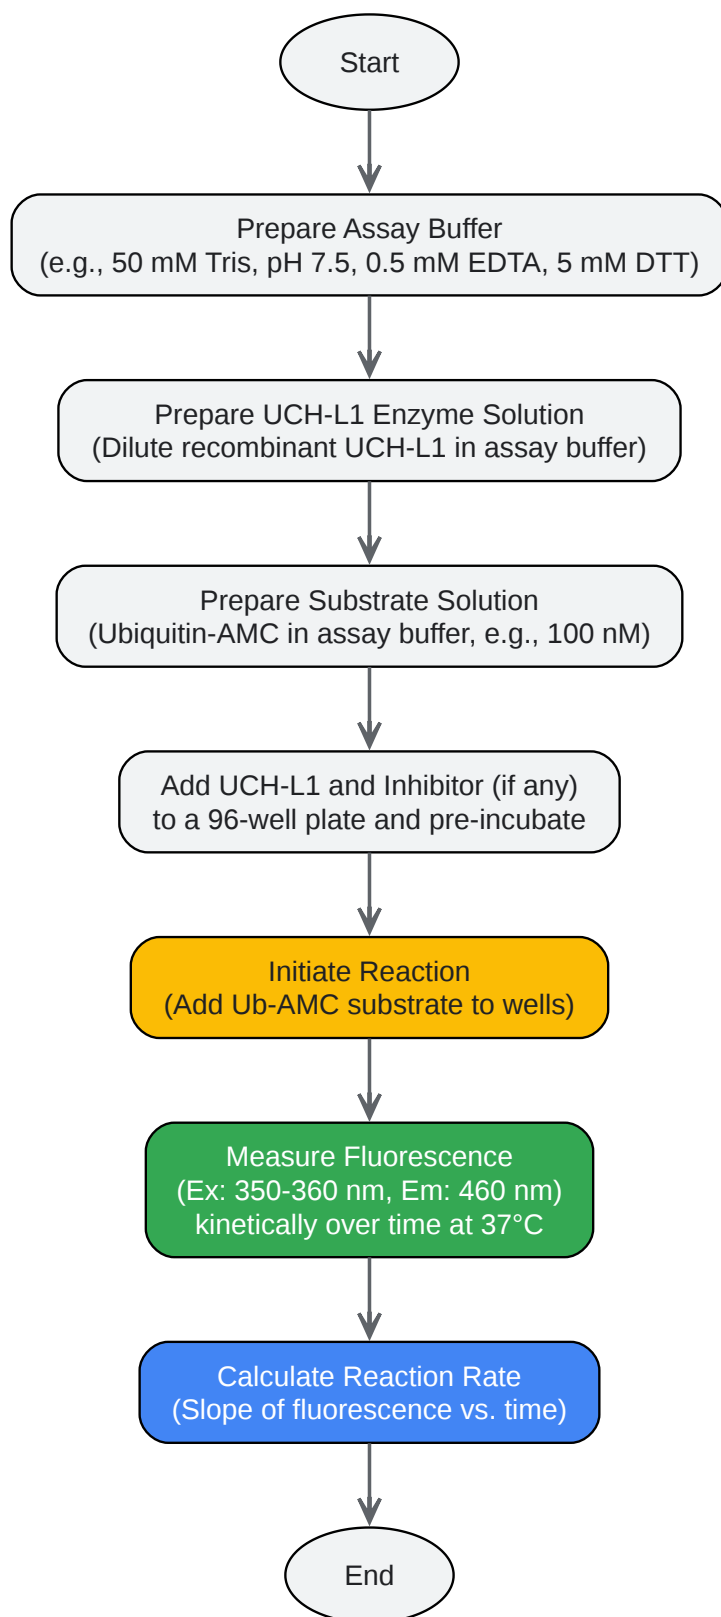 Start
Prepare Assay Buffer
(e.g., 50 mM Tris, pH 7.5, 0.5 mM EDTA, 5 mM DTT)
Prepare UCH-L1 Enzyme Solution
(Dilute recombinant UCH-L1 in assay buffer)
Prepare Substrate Solution
(Ubiquitin-AMC in assay buffer, e.g., 100 nM)
Add UCH-L1 and Inhibitor (if any)
to a 96-well plate and pre-incubate
Initiate Reaction
(Add Ub-AMC substrate to wells)
Measure Fluorescence
(Ex: 350-360 nm, Em: 460 nm)
kinetically over time at 37°C
Calculate Reaction Rate
(Slope of fluorescence vs. time)
End